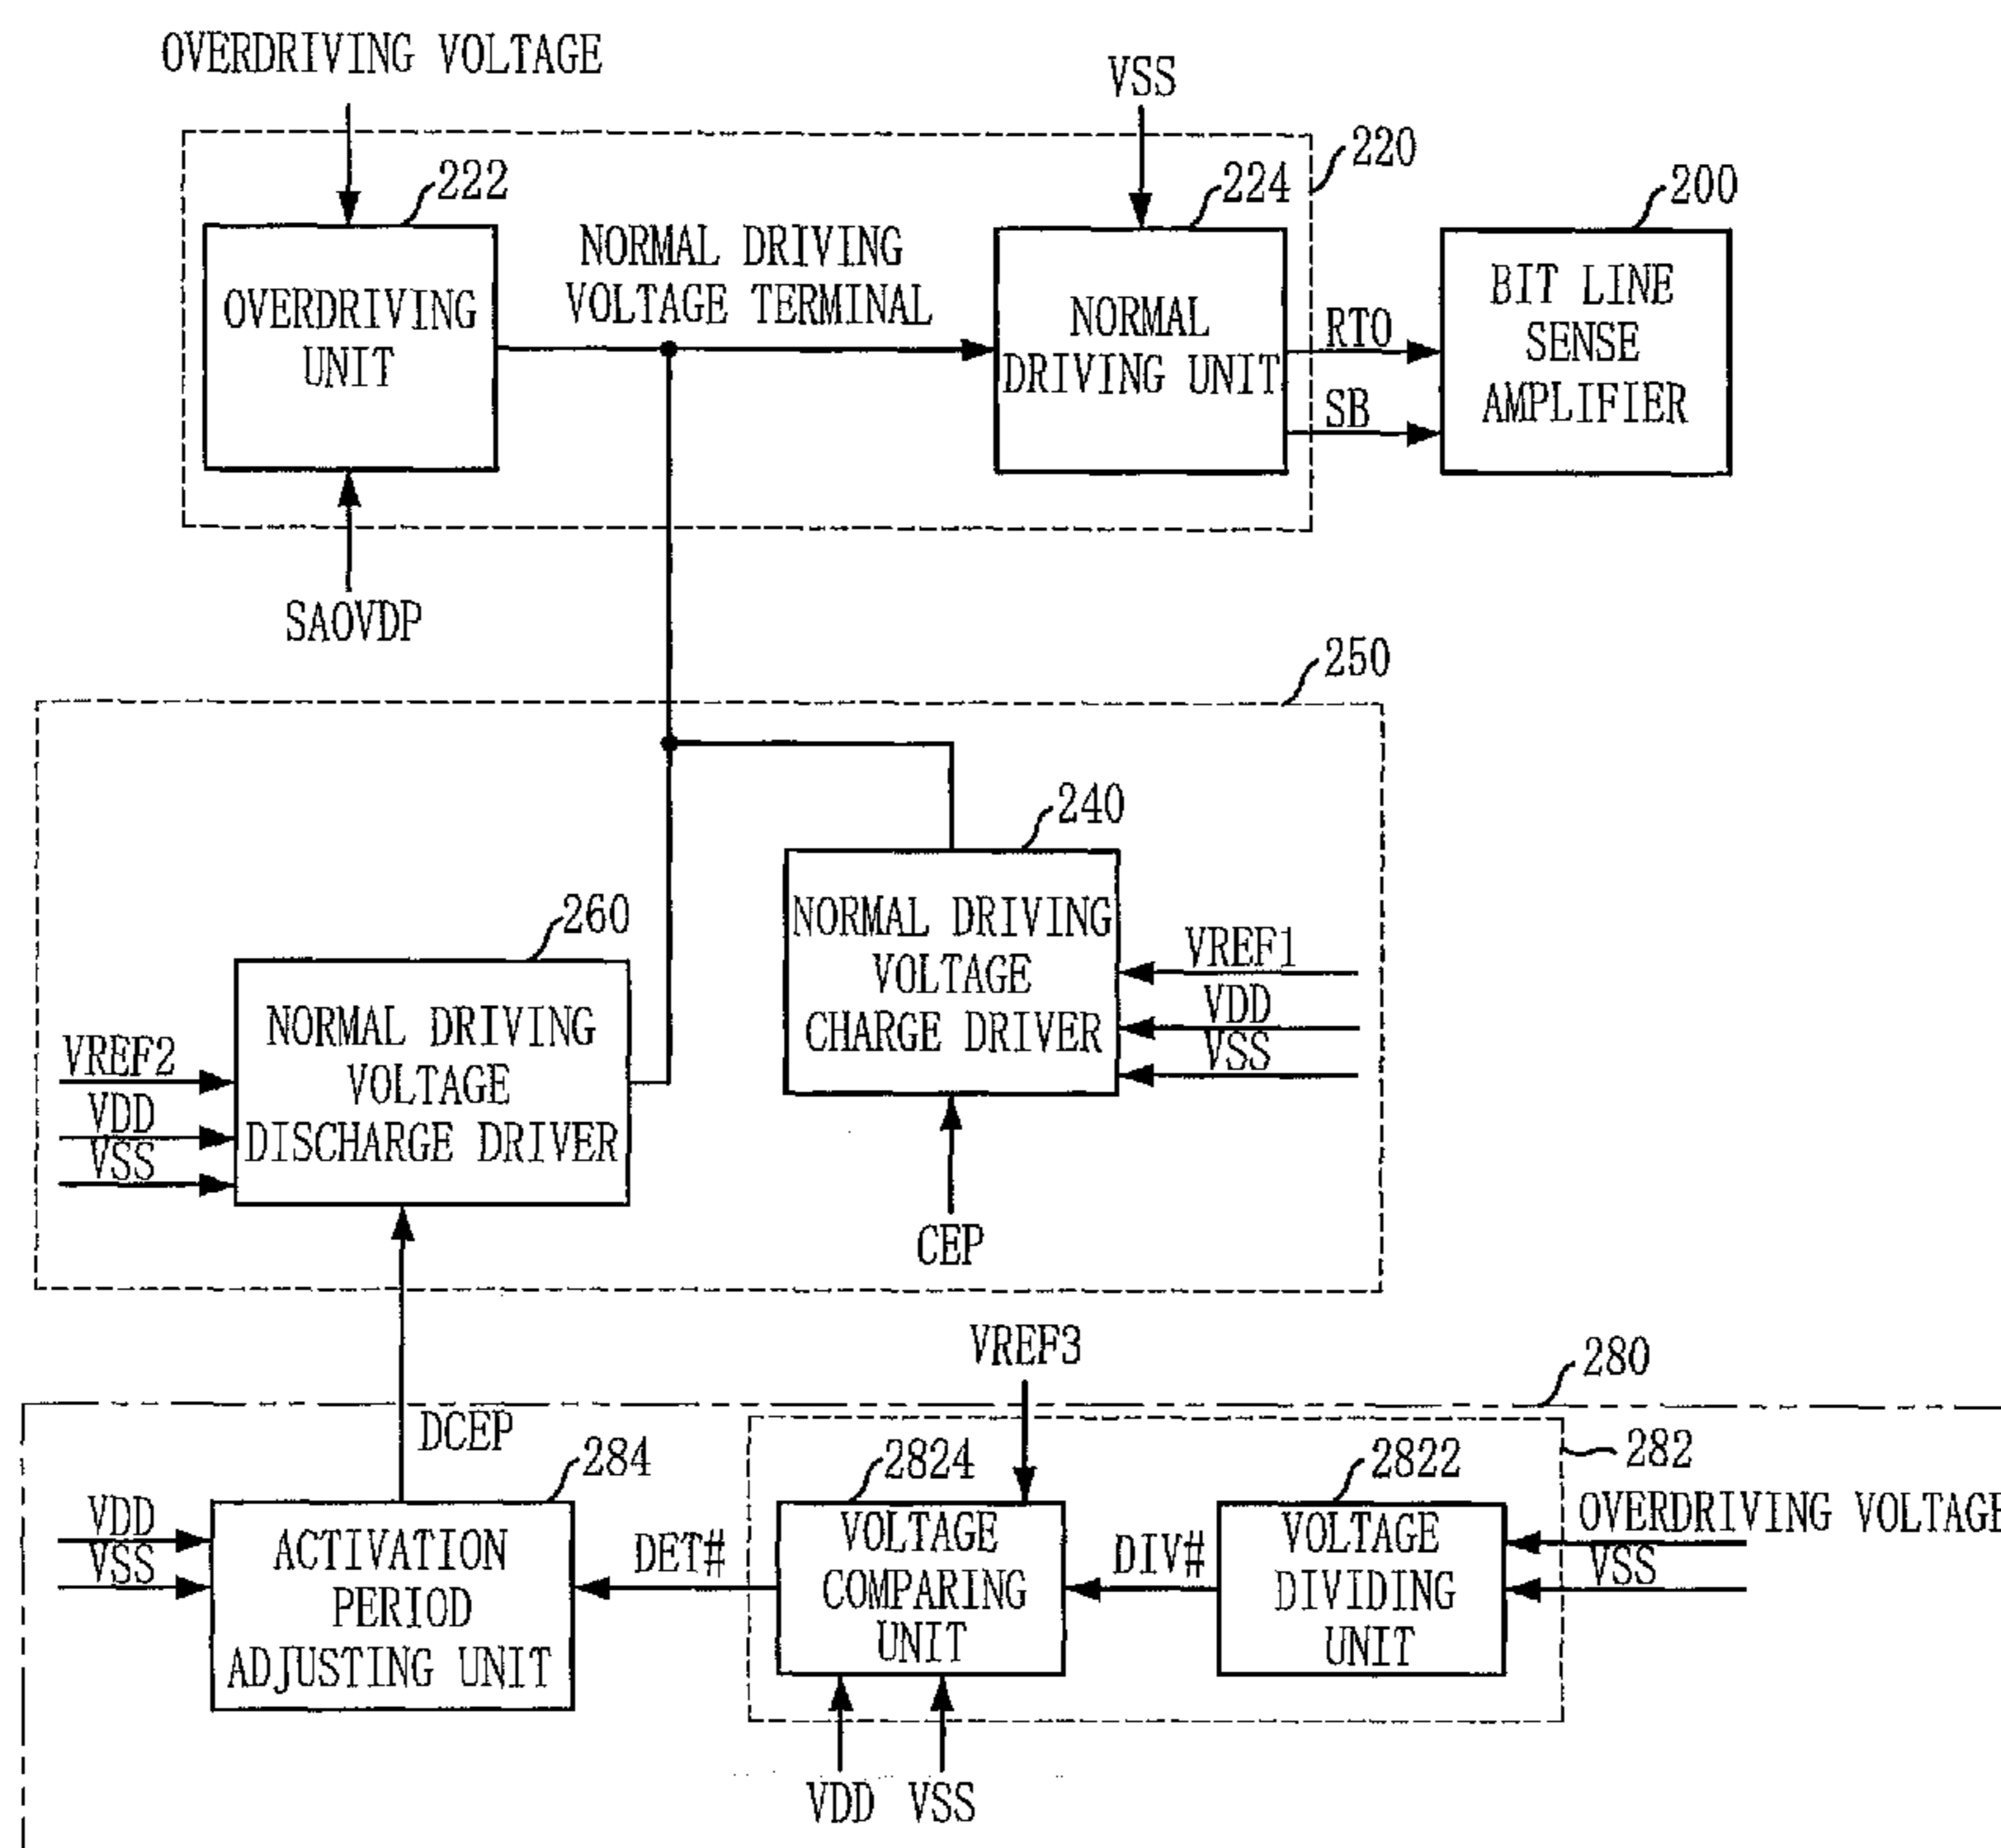 OVERDRIVING VOLTAGE
VSS
220
222
224
200
NORMAL DRIVING
VOLTAGE TERMINAL
OVERDRIVING
UNIT
NORMAL
DRIVING UNIT
RTO
SB
BIT LINE
SENSE
AMPLIFIER
SAOVDP
250
240
260
NORMAL DRIVING
VOLTAGE
CHARGE DRIVER
VREF1
VDD
VSS
NORMAL DRIVING
VOLTAGE
DISCHARGE DRIVER
VREF2
VDD
VSS
CEP
VREF3
280
DCEP
284
2824
2822
282
VDD
VSS
ACTIVATION
PERIOD
ADJUSTING UNIT
DET#
VOLTAGE
COMPARING
UNIT
DIV#
VOLTAGE
DIVIDING
UNIT
OVERDRIVING VOLTAGE
VSS
VDD VSS